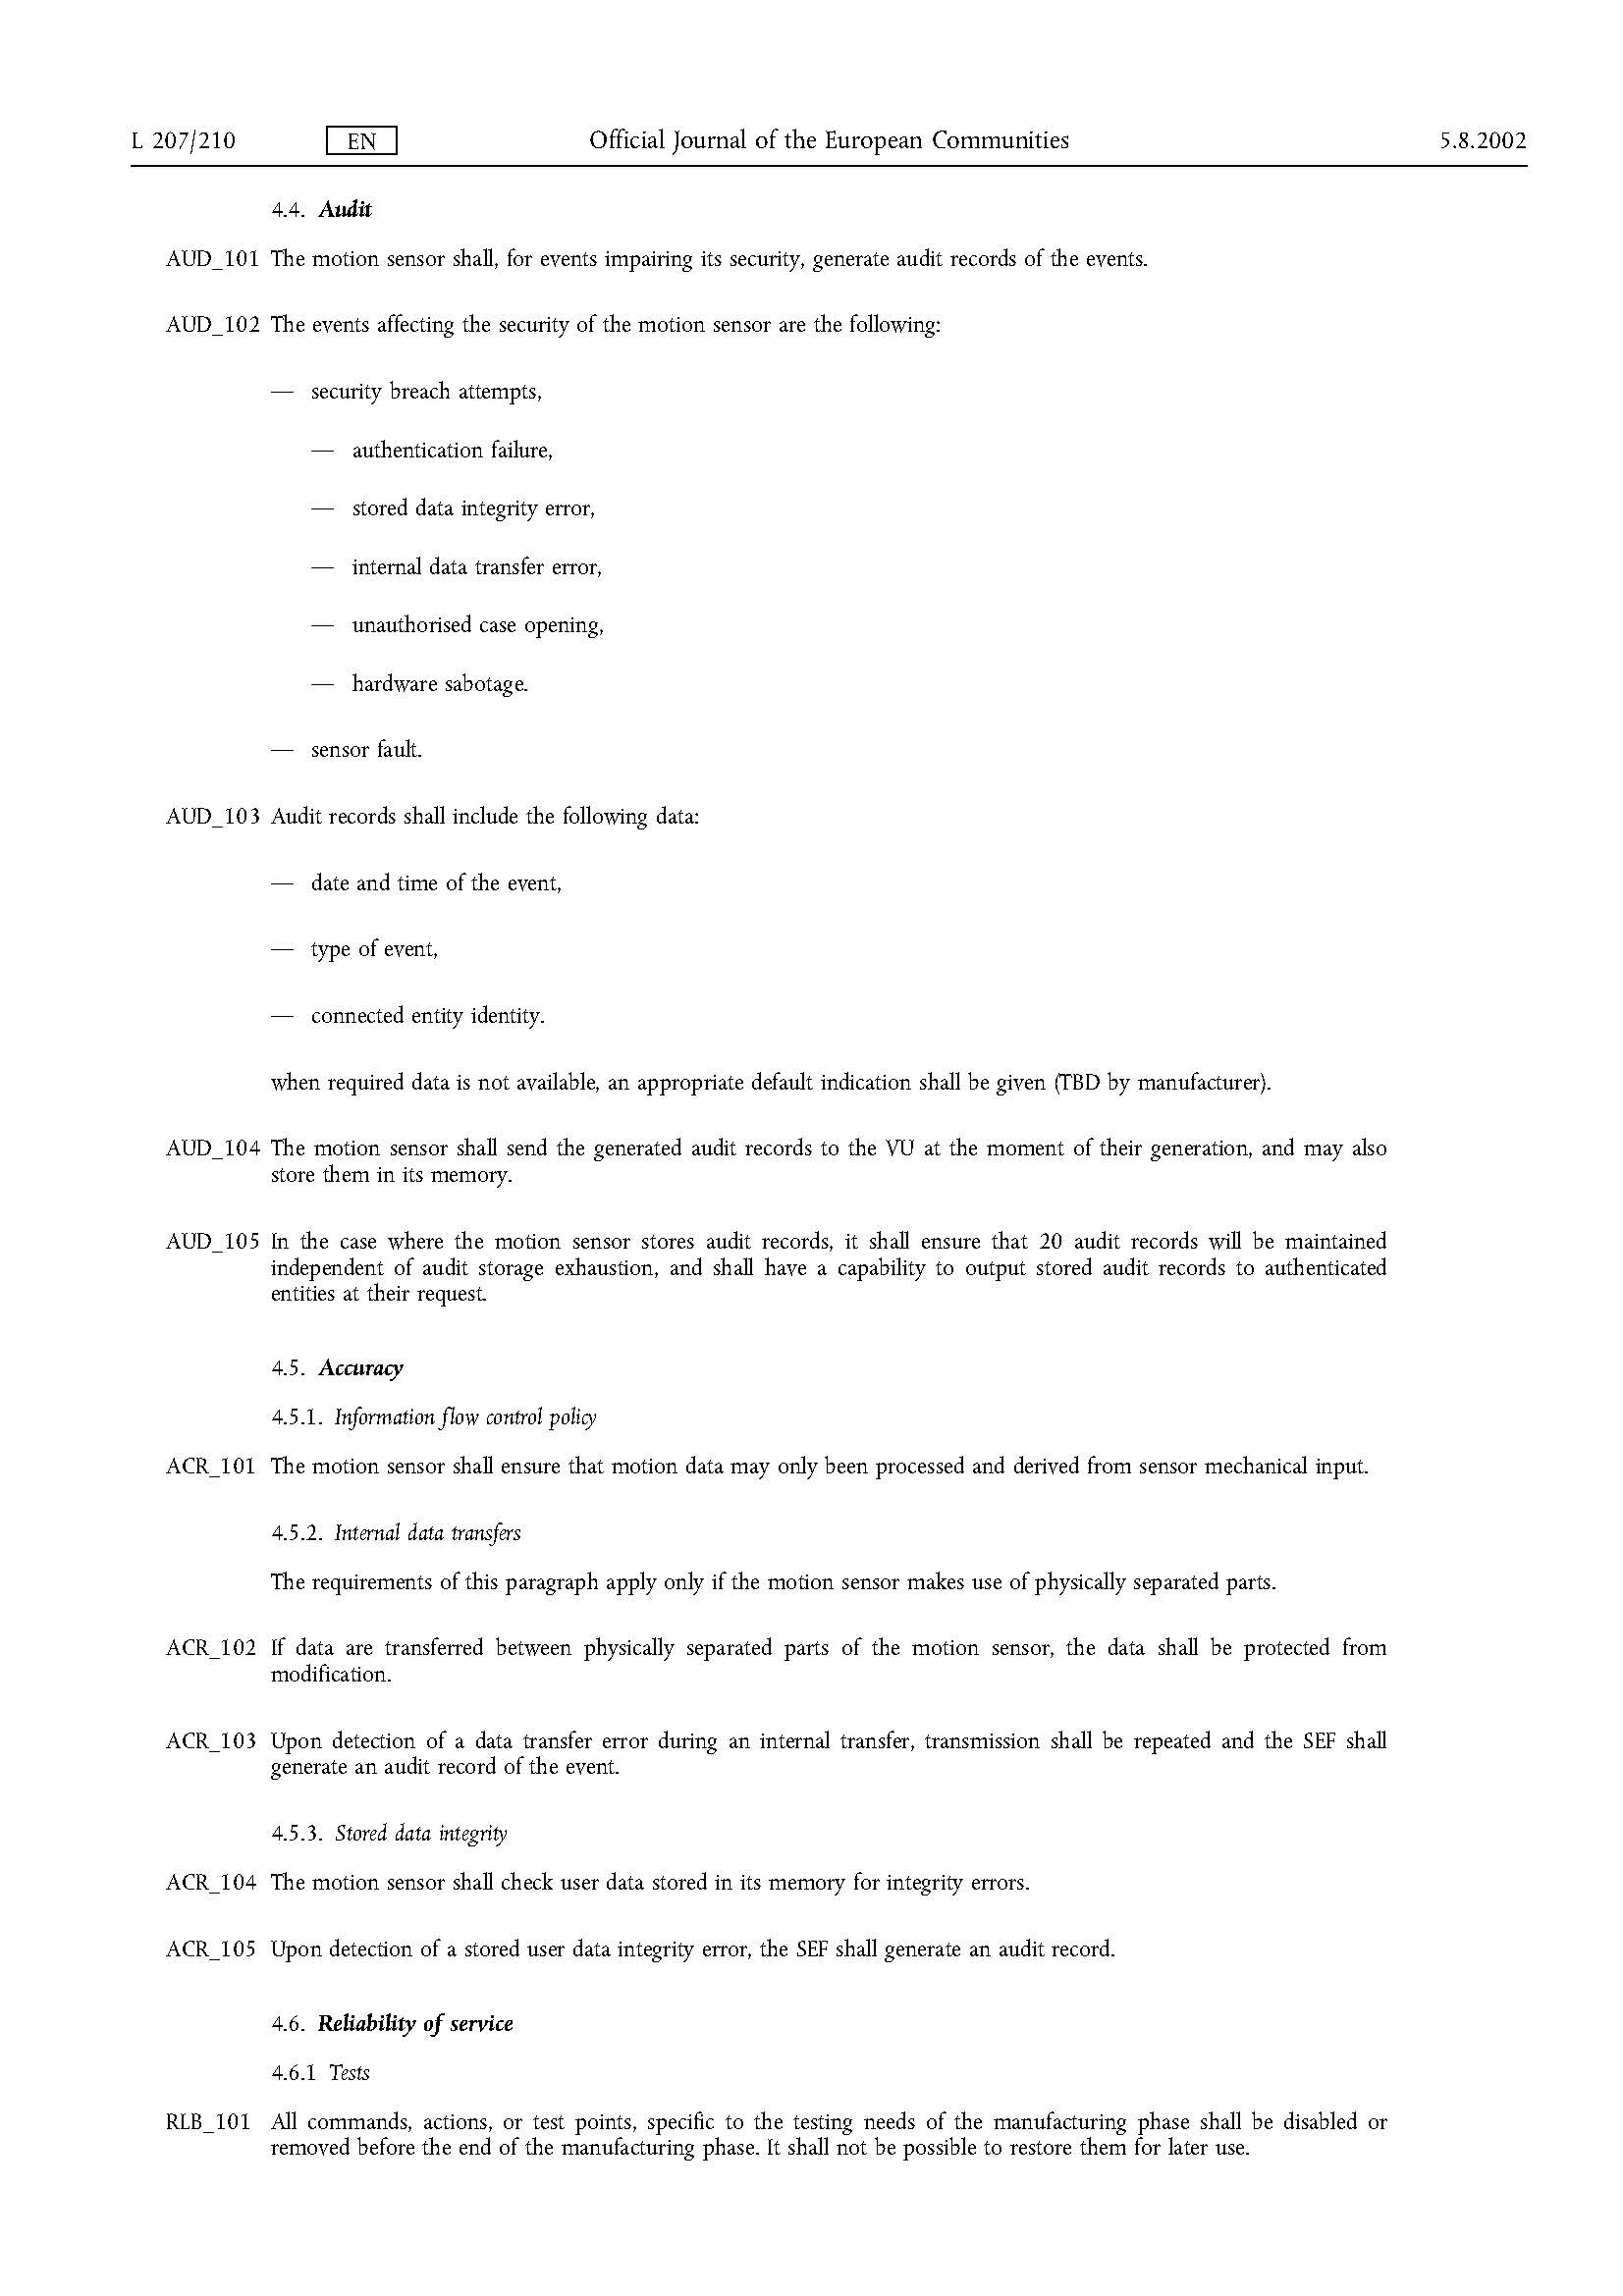 L 207/210 EN Official Journal of the European Communities 5.8.2002
4.4. Audit
AUD_101 The motion sensor shall, for events impairing its security, generate audit records of the events.
AUD_102 The events affecting the security of the motion sensor are the following:
— security breach attempts,
— authentication failure,
— stored data integrity error,
— internal data transfer error,
— unauthorised case opening,
— hardware sabotage.
— sensor fault.
AUD_103 Audit records shall include the following data:
— date and time of the event,
— type of event,
— connected entity identity.
when required data is not available, an appropriate default indication shall be given (TBD by manufacturer).
AUD_104 The motion sensor shall send the generated audit records to the VU at the moment of their generation, and may also
store them in its memory.
AUD_105 In the case where the motion sensor stores audit records, it shall ensure that 20 audit records will be maintained
independent of audit storage exhaustion, and shall have a capability to output stored audit records to authenticated
entities at their request.
4.5. Accuracy
4.5.1. Information flow control policy
ACR_101 The motion sensor shall ensure that motion data may only been processed and derived from sensor mechanical input.
4.5.2. Internal data transfers
The requirements of this paragraph apply only if the motion sensor makes use of physically separated parts.
ACR_102 If data are transferred between physically separated parts of the motion sensor, the data shall be protected from
modification.
ACR_103 Upon detection of a data transfer error during an internal transfer, transmission shall be repeated and the SEF shall
generate an audit record of the event.
4.5.3. Stored data integrity
ACR_104 The motion sensor shall check user data stored in its memory for integrity errors.
ACR_105 Upon detection of a stored user data integrity error, the SEF shall generate an audit record.
4.6. Reliability of service
4.6.1 Tests
RLB_101 All commands, actions, or test points, specific to the testing needs of the manufacturing phase shall be disabled or
removed before the end of the manufacturing phase. It shall not be possible to restore them for later use.